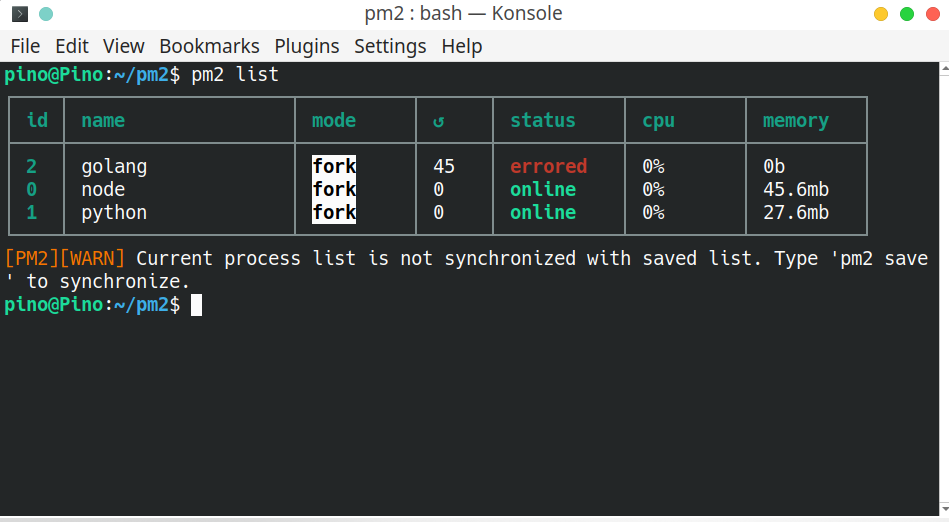 pm2 : bash — Konsole
File Edit View Bookmarks Plugins Settings Help
pino@Pino:~/pm2$ pm2 list
id name mode ↺ status cpu memory
2 golang fork 45 errored 0% 0b
0 node fork 0 online 0% 45.6mb
1 python fork 0 online 0% 27.6mb
[PM2][WARN] Current process list is not synchronized with saved list. Type 'pm2 save
' to synchronize.
pino@Pino:~/pm2$